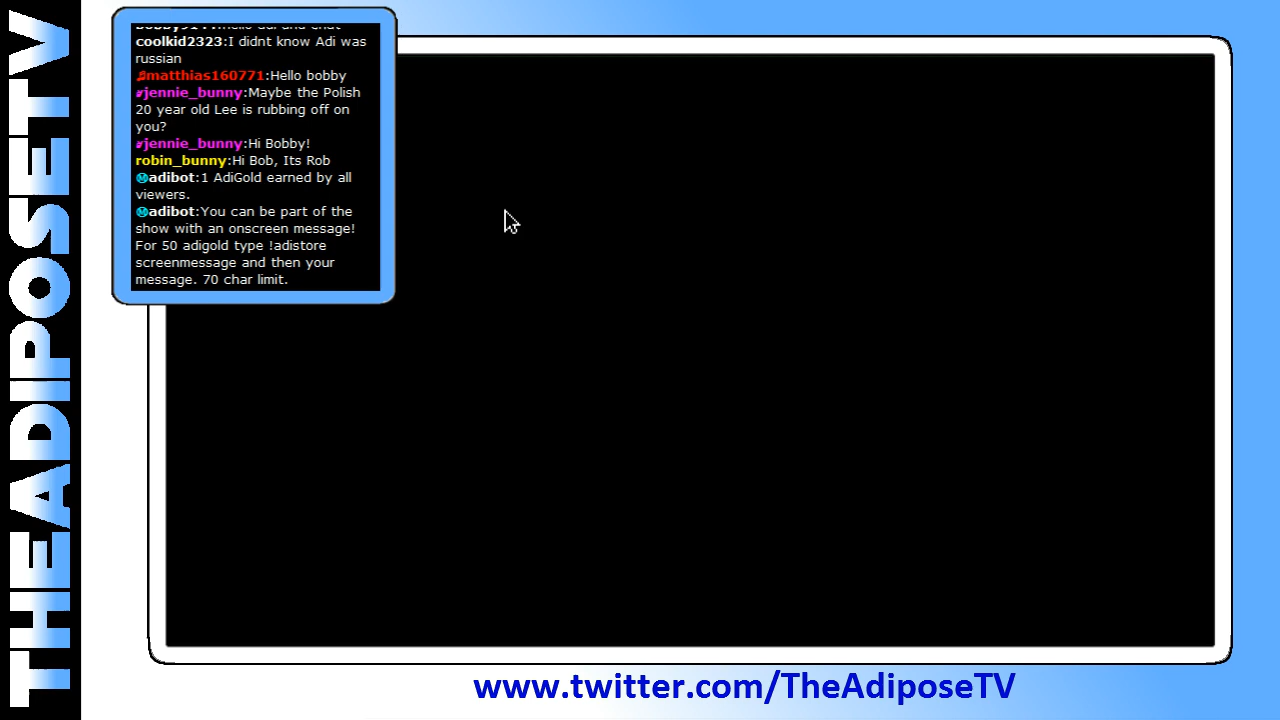 THEADIPOSETV
coolkid2323:I didnt know Adi was
russian
matthias160771:Hello bobby
jennie_bunny:Maybe the Polish
20 year old Lee is rubbing off on
you?
jennie_bunny:Hi Bobby!
robin_bunny:Hi Bob, Its Rob
adibot:1 AdiGold earned by all
viewers.
adibot:You can be part of the
show with an onscreen message!
For 50 adigold type !adistore
screenmessage and then your
message. 70 char limit.
www.twitter.com/TheAdiposeTV